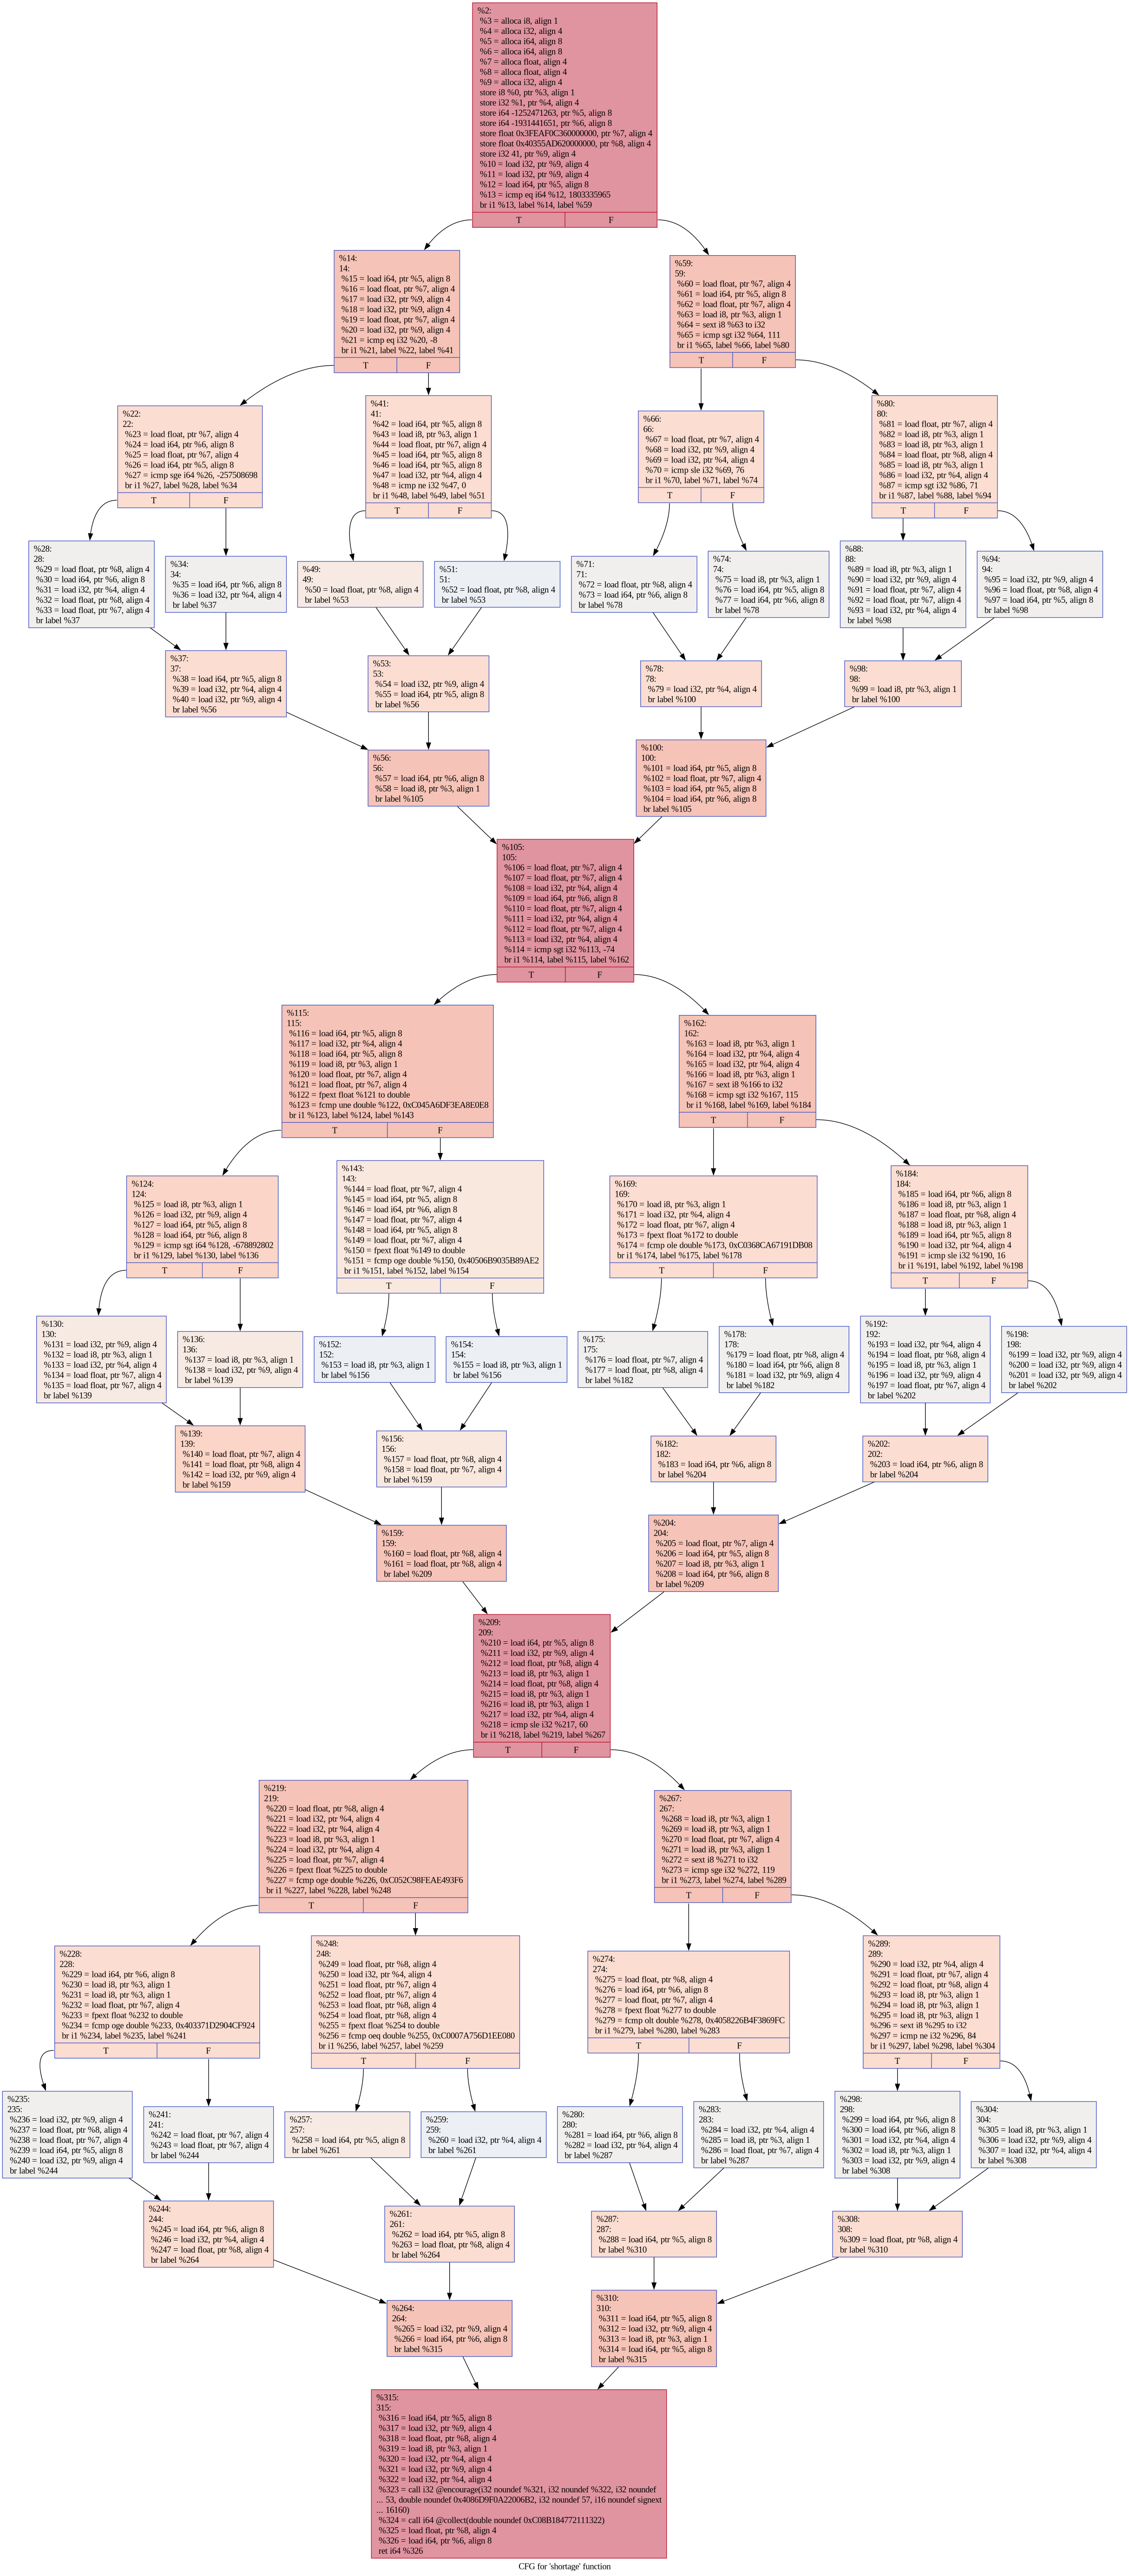 %2:
%3 = alloca i8, align 1
%4 = alloca i32, align 4
%5 = alloca i64, align 8
%6 = alloca i64, align 8
%7 = alloca float, align 4
%8 = alloca float, align 4
%9 = alloca i32, align 4
store i8 %0, ptr %3, align 1
store i32 %1, ptr %4, align 4
store i64 -1252471263, ptr %5, align 8
store i64 -1931441651, ptr %6, align 8
store float 0x3FEAF0C360000000, ptr %7, align 4
store float 0x40355AD620000000, ptr %8, align 4
store i32 41, ptr %9, align 4
%10 = load i32, ptr %9, align 4
%11 = load i32, ptr %9, align 4
%12 = load i64, ptr %5, align 8
%13 = icmp eq i64 %12, 1803335965
br i1 %13, label %14, label %59
T F
%14:
14:
%15 = load i64, ptr %5, align 8
%16 = load float, ptr %7, align 4
%17 = load i32, ptr %9, align 4
%18 = load i32, ptr %9, align 4
%19 = load float, ptr %7, align 4
%20 = load i32, ptr %9, align 4
%21 = icmp eq i32 %20, -8
br i1 %21, label %22, label %41
T F
%59:
59:
%60 = load float, ptr %7, align 4
%61 = load i64, ptr %5, align 8
%62 = load float, ptr %7, align 4
%63 = load i8, ptr %3, align 1
%64 = sext i8 %63 to i32
%65 = icmp sgt i32 %64, 111
br i1 %65, label %66, label %80
T F
%22:
22:
%23 = load float, ptr %7, align 4
%24 = load i64, ptr %6, align 8
%25 = load float, ptr %7, align 4
%26 = load i64, ptr %5, align 8
%27 = icmp sge i64 %26, -257508698
br i1 %27, label %28, label %34
T F
%41:
41:
%42 = load i64, ptr %5, align 8
%43 = load i8, ptr %3, align 1
%44 = load float, ptr %7, align 4
%45 = load i64, ptr %5, align 8
%46 = load i64, ptr %5, align 8
%47 = load i32, ptr %4, align 4
%48 = icmp ne i32 %47, 0
br i1 %48, label %49, label %51
T F
%66:
66:
%67 = load float, ptr %7, align 4
%68 = load i32, ptr %9, align 4
%69 = load i32, ptr %4, align 4
%70 = icmp sle i32 %69, 76
br i1 %70, label %71, label %74
T F
%80:
80:
%81 = load float, ptr %7, align 4
%82 = load i8, ptr %3, align 1
%83 = load i8, ptr %3, align 1
%84 = load float, ptr %8, align 4
%85 = load i8, ptr %3, align 1
%86 = load i32, ptr %4, align 4
%87 = icmp sgt i32 %86, 71
br i1 %87, label %88, label %94
T F
%28:
28:
%29 = load float, ptr %8, align 4
%30 = load i64, ptr %6, align 8
%31 = load i32, ptr %4, align 4
%32 = load float, ptr %8, align 4
%33 = load float, ptr %7, align 4
br label %37
%34:
34:
%35 = load i64, ptr %6, align 8
%36 = load i32, ptr %4, align 4
br label %37
%49:
49:
%50 = load float, ptr %8, align 4
br label %53
%51:
51:
%52 = load float, ptr %8, align 4
br label %53
%71:
71:
%72 = load float, ptr %8, align 4
%73 = load i64, ptr %6, align 8
br label %78
%74:
74:
%75 = load i8, ptr %3, align 1
%76 = load i64, ptr %5, align 8
%77 = load i64, ptr %6, align 8
br label %78
%88:
88:
%89 = load i8, ptr %3, align 1
%90 = load i32, ptr %9, align 4
%91 = load float, ptr %7, align 4
%92 = load float, ptr %7, align 4
%93 = load i32, ptr %4, align 4
br label %98
%94:
94:
%95 = load i32, ptr %9, align 4
%96 = load float, ptr %8, align 4
%97 = load i64, ptr %5, align 8
br label %98
%37:
37:
%38 = load i64, ptr %5, align 8
%39 = load i32, ptr %4, align 4
%40 = load i32, ptr %9, align 4
br label %56
%53:
53:
%54 = load i32, ptr %9, align 4
%55 = load i64, ptr %5, align 8
br label %56
%78:
78:
%79 = load i32, ptr %4, align 4
br label %100
%98:
98:
%99 = load i8, ptr %3, align 1
br label %100
%56:
56:
%57 = load i64, ptr %6, align 8
%58 = load i8, ptr %3, align 1
br label %105
%100:
100:
%101 = load i64, ptr %5, align 8
%102 = load float, ptr %7, align 4
%103 = load i64, ptr %5, align 8
%104 = load i64, ptr %6, align 8
br label %105
%105:
105:
%106 = load float, ptr %7, align 4
%107 = load float, ptr %7, align 4
%108 = load i32, ptr %4, align 4
%109 = load i64, ptr %6, align 8
%110 = load float, ptr %7, align 4
%111 = load i32, ptr %4, align 4
%112 = load float, ptr %7, align 4
%113 = load i32, ptr %4, align 4
%114 = icmp sgt i32 %113, -74
br i1 %114, label %115, label %162
T F
%115:
115:
%116 = load i64, ptr %5, align 8
%117 = load i32, ptr %4, align 4
%118 = load i64, ptr %5, align 8
%119 = load i8, ptr %3, align 1
%120 = load float, ptr %7, align 4
%121 = load float, ptr %7, align 4
%122 = fpext float %121 to double
%123 = fcmp une double %122, 0xC045A6DF3EA8E0E8
br i1 %123, label %124, label %143
T F
%162:
162:
%163 = load i8, ptr %3, align 1
%164 = load i32, ptr %4, align 4
%165 = load i32, ptr %4, align 4
%166 = load i8, ptr %3, align 1
%167 = sext i8 %166 to i32
%168 = icmp sgt i32 %167, 115
br i1 %168, label %169, label %184
T F
%124:
124:
%125 = load i8, ptr %3, align 1
%126 = load i32, ptr %9, align 4
%127 = load i64, ptr %5, align 8
%128 = load i64, ptr %6, align 8
%129 = icmp sgt i64 %128, -678892802
br i1 %129, label %130, label %136
T F
%143:
143:
%144 = load float, ptr %7, align 4
%145 = load i64, ptr %5, align 8
%146 = load i64, ptr %6, align 8
%147 = load float, ptr %7, align 4
%148 = load i64, ptr %5, align 8
%149 = load float, ptr %7, align 4
%150 = fpext float %149 to double
%151 = fcmp oge double %150, 0x40506B9035B89AE2
br i1 %151, label %152, label %154
T F
%169:
169:
%170 = load i8, ptr %3, align 1
%171 = load i32, ptr %4, align 4
%172 = load float, ptr %7, align 4
%173 = fpext float %172 to double
%174 = fcmp ole double %173, 0xC0368CA67191DB08
br i1 %174, label %175, label %178
T F
%184:
184:
%185 = load i64, ptr %6, align 8
%186 = load i8, ptr %3, align 1
%187 = load float, ptr %8, align 4
%188 = load i8, ptr %3, align 1
%189 = load i64, ptr %5, align 8
%190 = load i32, ptr %4, align 4
%191 = icmp sle i32 %190, 16
br i1 %191, label %192, label %198
T F
%130:
130:
%131 = load i32, ptr %9, align 4
%132 = load i8, ptr %3, align 1
%133 = load i32, ptr %4, align 4
%134 = load float, ptr %7, align 4
%135 = load float, ptr %7, align 4
br label %139
%136:
136:
%137 = load i8, ptr %3, align 1
%138 = load i32, ptr %9, align 4
br label %139
%152:
152:
%153 = load i8, ptr %3, align 1
br label %156
%154:
154:
%155 = load i8, ptr %3, align 1
br label %156
%175:
175:
%176 = load float, ptr %7, align 4
%177 = load float, ptr %8, align 4
br label %182
%178:
178:
%179 = load float, ptr %8, align 4
%180 = load i64, ptr %6, align 8
%181 = load i32, ptr %9, align 4
br label %182
%192:
192:
%193 = load i32, ptr %4, align 4
%194 = load float, ptr %8, align 4
%195 = load i8, ptr %3, align 1
%196 = load i32, ptr %9, align 4
%197 = load float, ptr %7, align 4
br label %202
%198:
198:
%199 = load i32, ptr %9, align 4
%200 = load i32, ptr %9, align 4
%201 = load i32, ptr %9, align 4
br label %202
%139:
139:
%140 = load float, ptr %7, align 4
%141 = load float, ptr %8, align 4
%142 = load i32, ptr %9, align 4
br label %159
%156:
156:
%157 = load float, ptr %8, align 4
%158 = load float, ptr %7, align 4
br label %159
%182:
182:
%183 = load i64, ptr %6, align 8
br label %204
%202:
202:
%203 = load i64, ptr %6, align 8
br label %204
%159:
159:
%160 = load float, ptr %8, align 4
%161 = load float, ptr %8, align 4
br label %209
%204:
204:
%205 = load float, ptr %7, align 4
%206 = load i64, ptr %5, align 8
%207 = load i8, ptr %3, align 1
%208 = load i64, ptr %6, align 8
br label %209
%209:
209:
%210 = load i64, ptr %5, align 8
%211 = load i32, ptr %9, align 4
%212 = load float, ptr %8, align 4
%213 = load i8, ptr %3, align 1
%214 = load float, ptr %8, align 4
%215 = load i8, ptr %3, align 1
%216 = load i8, ptr %3, align 1
%217 = load i32, ptr %4, align 4
%218 = icmp sle i32 %217, 60
br i1 %218, label %219, label %267
T F
%219:
219:
%220 = load float, ptr %8, align 4
%221 = load i32, ptr %4, align 4
%222 = load i32, ptr %4, align 4
%223 = load i8, ptr %3, align 1
%224 = load i32, ptr %4, align 4
%225 = load float, ptr %7, align 4
%226 = fpext float %225 to double
%227 = fcmp oge double %226, 0xC052C98FEAE493F6
br i1 %227, label %228, label %248
T F
%267:
267:
%268 = load i8, ptr %3, align 1
%269 = load i8, ptr %3, align 1
%270 = load float, ptr %7, align 4
%271 = load i8, ptr %3, align 1
%272 = sext i8 %271 to i32
%273 = icmp sge i32 %272, 119
br i1 %273, label %274, label %289
T F
%228:
228:
%229 = load i64, ptr %6, align 8
%230 = load i8, ptr %3, align 1
%231 = load i8, ptr %3, align 1
%232 = load float, ptr %7, align 4
%233 = fpext float %232 to double
%234 = fcmp oge double %233, 0x403371D2904CF924
br i1 %234, label %235, label %241
T F
%248:
248:
%249 = load float, ptr %8, align 4
%250 = load i32, ptr %4, align 4
%251 = load float, ptr %7, align 4
%252 = load float, ptr %7, align 4
%253 = load float, ptr %8, align 4
%254 = load float, ptr %8, align 4
%255 = fpext float %254 to double
%256 = fcmp oeq double %255, 0xC0007A756D1EE080
br i1 %256, label %257, label %259
T F
%274:
274:
%275 = load float, ptr %8, align 4
%276 = load i64, ptr %6, align 8
%277 = load float, ptr %7, align 4
%278 = fpext float %277 to double
%279 = fcmp olt double %278, 0x4058226B4F3869FC
br i1 %279, label %280, label %283
T F
%289:
289:
%290 = load i32, ptr %4, align 4
%291 = load float, ptr %7, align 4
%292 = load float, ptr %8, align 4
%293 = load i8, ptr %3, align 1
%294 = load i8, ptr %3, align 1
%295 = load i8, ptr %3, align 1
%296 = sext i8 %295 to i32
%297 = icmp ne i32 %296, 84
br i1 %297, label %298, label %304
T F
%235:
235:
%236 = load i32, ptr %9, align 4
%237 = load float, ptr %8, align 4
%238 = load float, ptr %7, align 4
%239 = load i64, ptr %5, align 8
%240 = load i32, ptr %9, align 4
br label %244
%241:
241:
%242 = load float, ptr %7, align 4
%243 = load float, ptr %7, align 4
br label %244
%257:
257:
%258 = load i64, ptr %5, align 8
br label %261
%259:
259:
%260 = load i32, ptr %4, align 4
br label %261
%280:
280:
%281 = load i64, ptr %6, align 8
%282 = load i32, ptr %4, align 4
br label %287
%283:
283:
%284 = load i32, ptr %4, align 4
%285 = load i8, ptr %3, align 1
%286 = load float, ptr %7, align 4
br label %287
%298:
298:
%299 = load i64, ptr %6, align 8
%300 = load i64, ptr %6, align 8
%301 = load i32, ptr %4, align 4
%302 = load i8, ptr %3, align 1
%303 = load i32, ptr %9, align 4
br label %308
%304:
304:
%305 = load i8, ptr %3, align 1
%306 = load i32, ptr %9, align 4
%307 = load i32, ptr %4, align 4
br label %308
%244:
244:
%245 = load i64, ptr %6, align 8
%246 = load i32, ptr %4, align 4
%247 = load float, ptr %8, align 4
br label %264
%261:
261:
%262 = load i64, ptr %5, align 8
%263 = load float, ptr %8, align 4
br label %264
%287:
287:
%288 = load i64, ptr %5, align 8
br label %310
%308:
308:
%309 = load float, ptr %8, align 4
br label %310
%264:
264:
%265 = load i32, ptr %9, align 4
%266 = load i64, ptr %6, align 8
br label %315
%310:
310:
%311 = load i64, ptr %5, align 8
%312 = load i32, ptr %9, align 4
%313 = load i8, ptr %3, align 1
%314 = load i64, ptr %5, align 8
br label %315
%315:
315:
%316 = load i64, ptr %5, align 8
%317 = load i32, ptr %9, align 4
%318 = load float, ptr %8, align 4
%319 = load i8, ptr %3, align 1
%320 = load i32, ptr %4, align 4
%321 = load i32, ptr %9, align 4
%322 = load i32, ptr %4, align 4
%323 = call i32 @encourage(i32 noundef %321, i32 noundef %322, i32 noundef
... 53, double noundef 0x4086D9F0A22006B2, i32 noundef 57, i16 noundef signext
... 16160)
%324 = call i64 @collect(double noundef 0xC08B184772111322)
%325 = load float, ptr %8, align 4
%326 = load i64, ptr %6, align 8
ret i64 %326
CFG for 'shortage' function